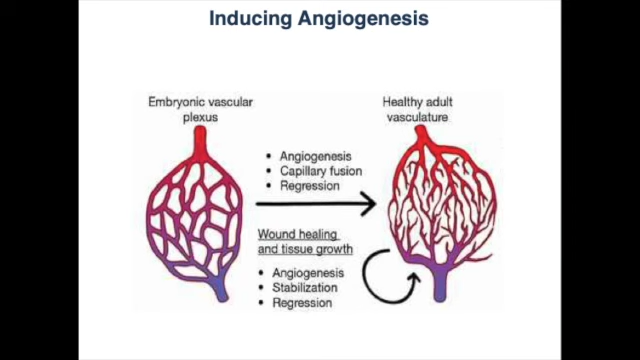 Inducing Angiogenesis
Embryonic vascular
plexus
Healthy adult
vasculature
• Angiogenesis
• Capillary fusion
• Regression
Wound healing
and tissue growth
• Angiogenesis
• Stabilization
• Regression